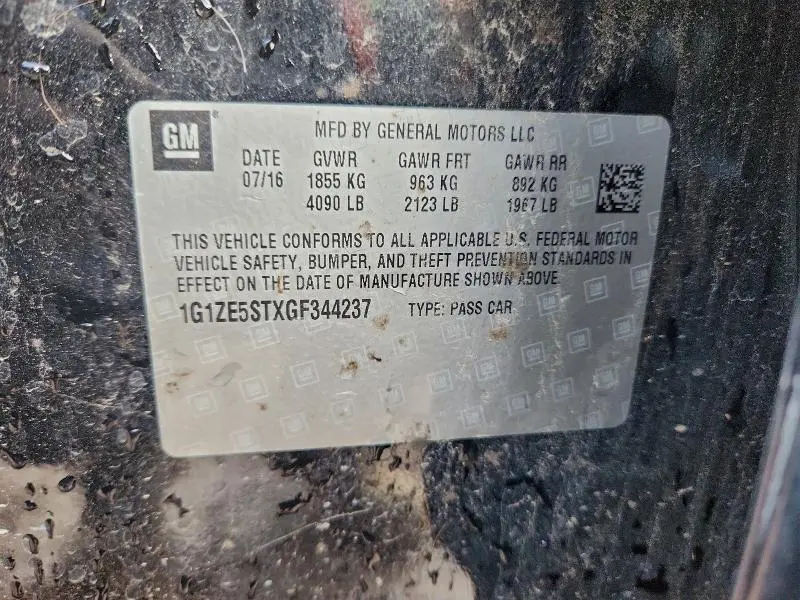 GM
MFD BY GENERAL MOTORS LLC
DATE GVWR GAWR FRT GAWR RR
07/16 1855 KG 963 KG 892 KG
4090 LB 2123 LB 1967 LB
THIS VEHICLE CONFORMS TO ALL APPLICABLE U.S. FEDERAL MOTOR
VEHICLE SAFETY, BUMPER, AND THEFT PREVENTION STANDARDS IN
EFFECT ON THE DATE OF MANUFACTURE SHOWN ABOVE.
1G1ZE5STXGF344237 TYPE: PASS CAR